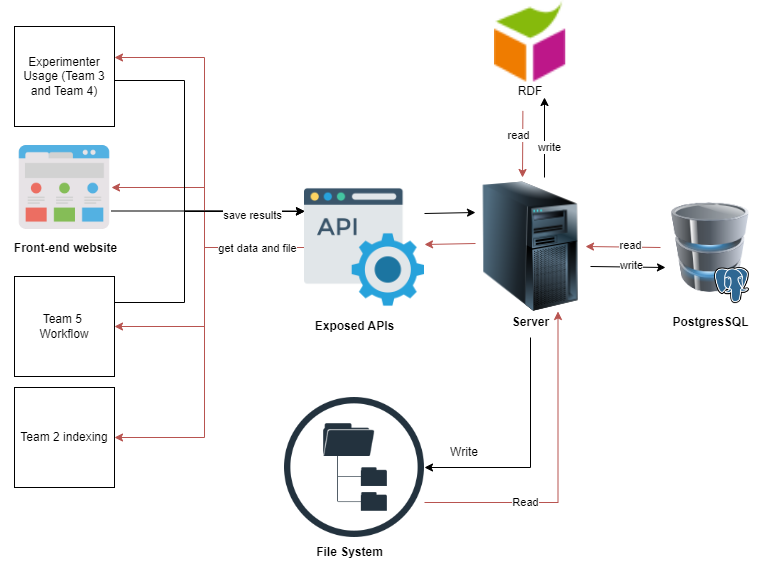 Experimenter
Usage (Team 3
and Team 4)
Front-end website
Team 5
Workflow
Team 2 indexing
save results
get data and file
API
Exposed APIs
RDF
read
write
Server
read
write
PostgresSQL
Write
Read
File System